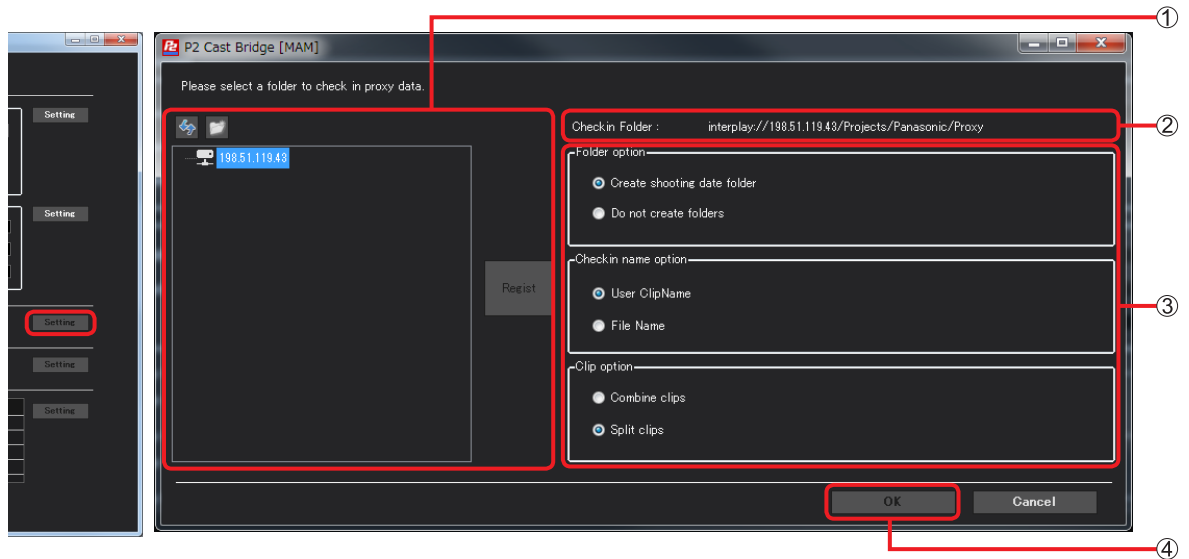 ①
P2 Cast Bridge [MAM]
Please select a folder to check in proxy data.
Setting
Checkin Folder : interplay://198.51.119.43/Projects/Panasonic/Proxy
②
198.51.119.43
Folder option
Create shooting date folder
Do not create folders
Setting
Checkin name option
Regist
User ClipName
③
File Name
Setting
Setting
Clip option
Combine clips
Setting
Split clips
OK
Cancel
④